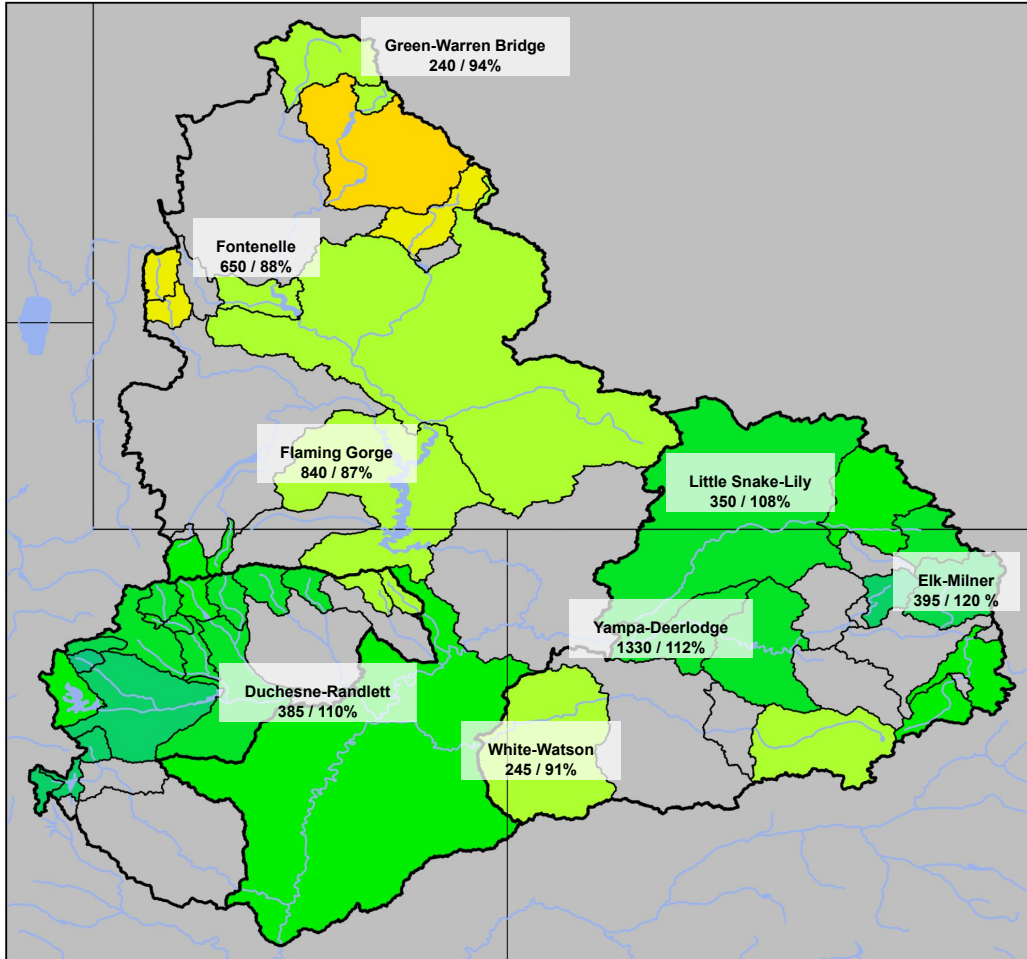 Green-Warren Bridge
240 / 94%
Fontenelle
650 / 88%
Flaming Gorge
840 / 87%
Little Snake-Lily
350 / 108%
Elk-Milner
395 / 120 %
Yampa-Deerlodge
1330 / 112%
Duchesne-Randlett
385 / 110%
White-Watson
245 / 91%